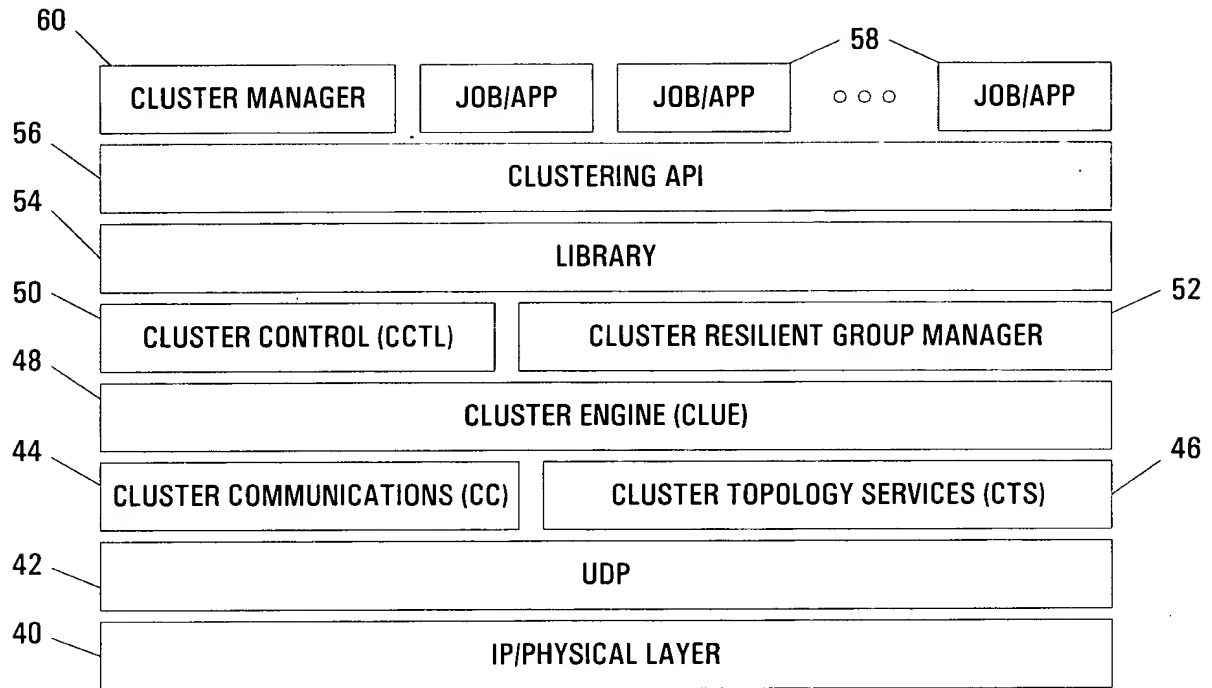 60
58
CLUSTER MANAGER JOB/APP JOB/APP ○ ○ ○ JOB/APP
56
CLUSTERING API
54
LIBRARY
50
52
CLUSTER CONTROL (CCTL) CLUSTER RESILIENT GROUP MANAGER
48
CLUSTER ENGINE (CLUE)
44
46
CLUSTER COMMUNICATIONS (CC) CLUSTER TOPOLOGY SERVICES (CTS)
42
UDP
40
IP/PHYSICAL LAYER